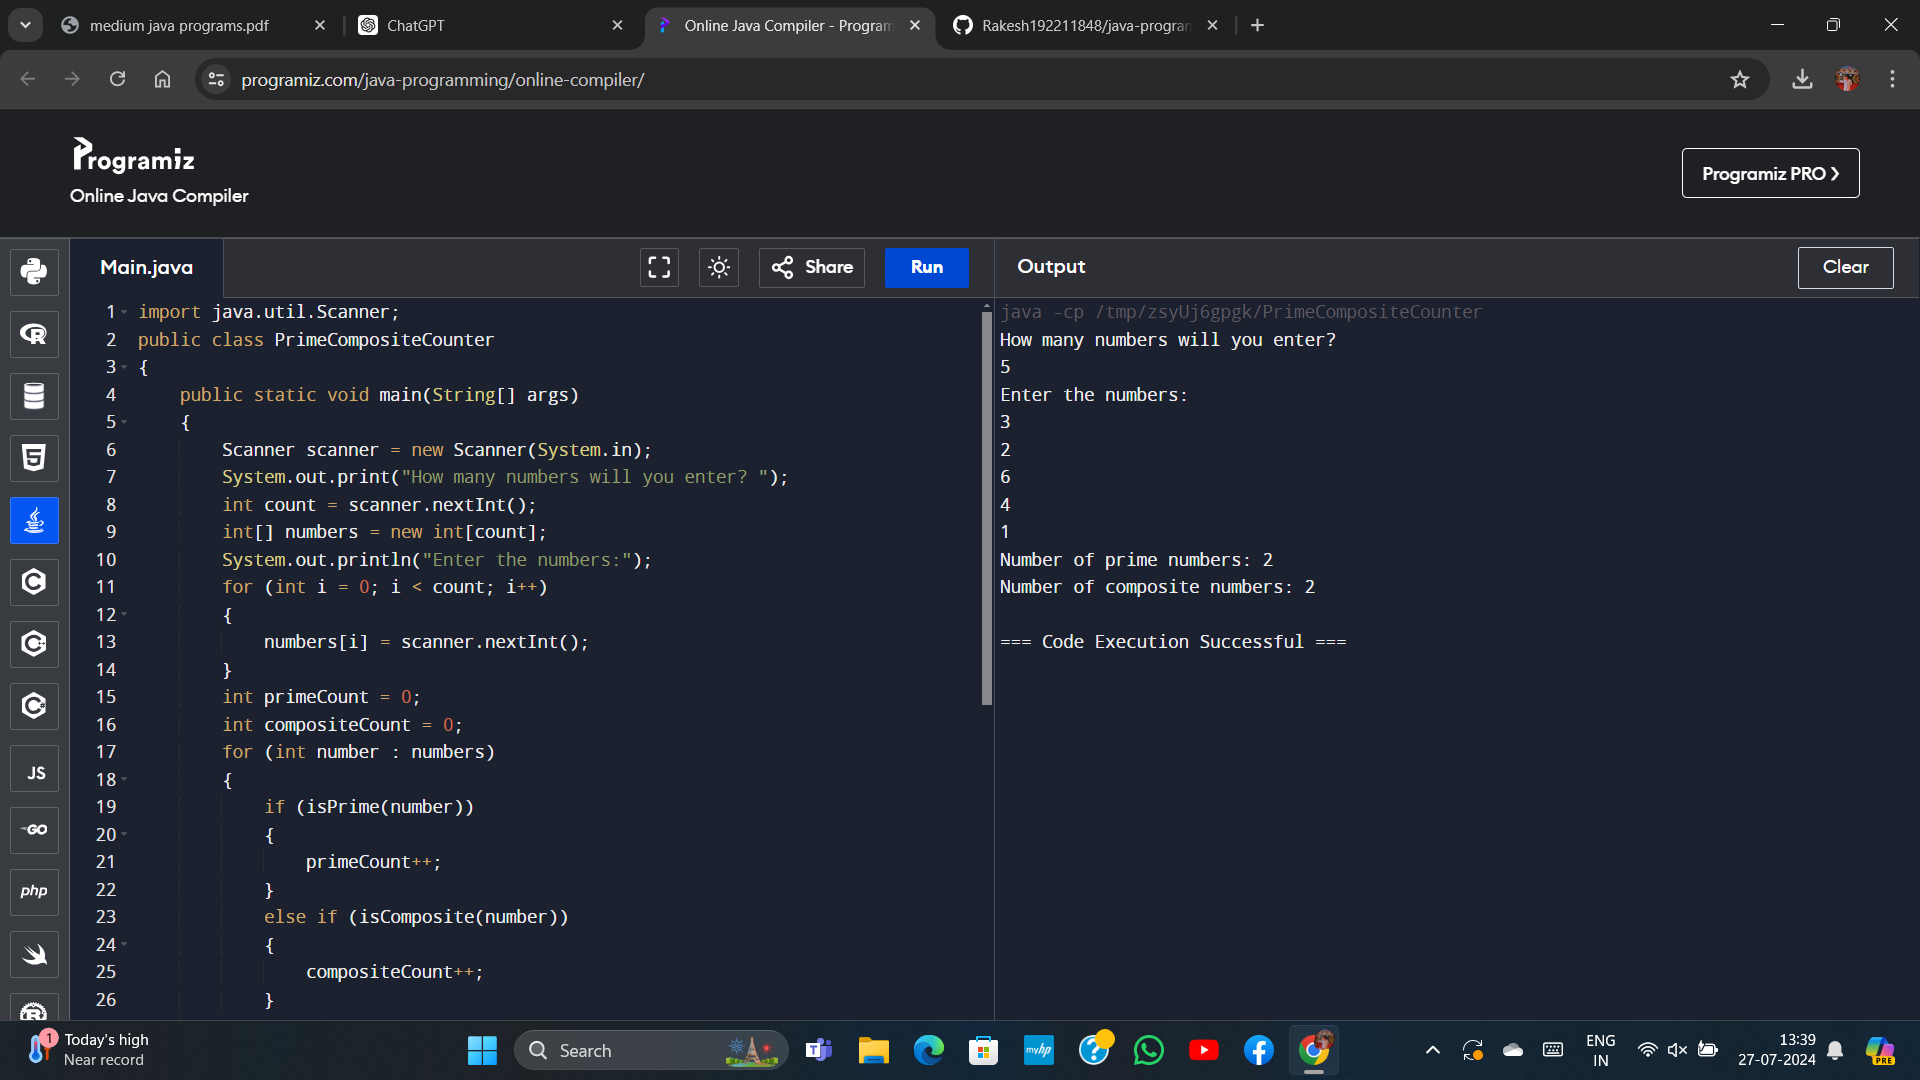 medium java programs.pdf
ChatGPT
Online Java Compiler - Program
Rakesh192211848/java-program
programiz.com/java-programming/online-compiler/
Programiz
Online Java Compiler
Programiz PRO
Main.java
Share
Run
Output
Clear
1 import java.util.Scanner;
2 public class PrimeCompositeCounter
3 {
4 public static void main(String[] args)
5 {
6 Scanner scanner = new Scanner(System.in);
7 System.out.print("How many numbers will you enter? ");
8 int count = scanner.nextInt();
9 int[] numbers = new int[count];
10 System.out.println("Enter the numbers:");
11 for (int i = 0; i < count; i++)
12 {
13 numbers[i] = scanner.nextInt();
14 }
15 int primeCount = 0;
16 int compositeCount = 0;
17 for (int number : numbers)
18 {
19 if (isPrime(number))
20 {
21 primeCount++;
22 }
23 else if (isComposite(number))
24 {
25 compositeCount++;
26 }
java -cp /tmp/zsyUj6gpgk/PrimeCompositeCounter
How many numbers will you enter?
5
Enter the numbers:
3
2
6
4
1
Number of prime numbers: 2
Number of composite numbers: 2
=== Code Execution Successful ===
R
5
C
C
C
JS
GO
php
R
1
Today's high
Near record
Search
T
myhp
?
ENG
IN
13:39
27-07-2024
PRE